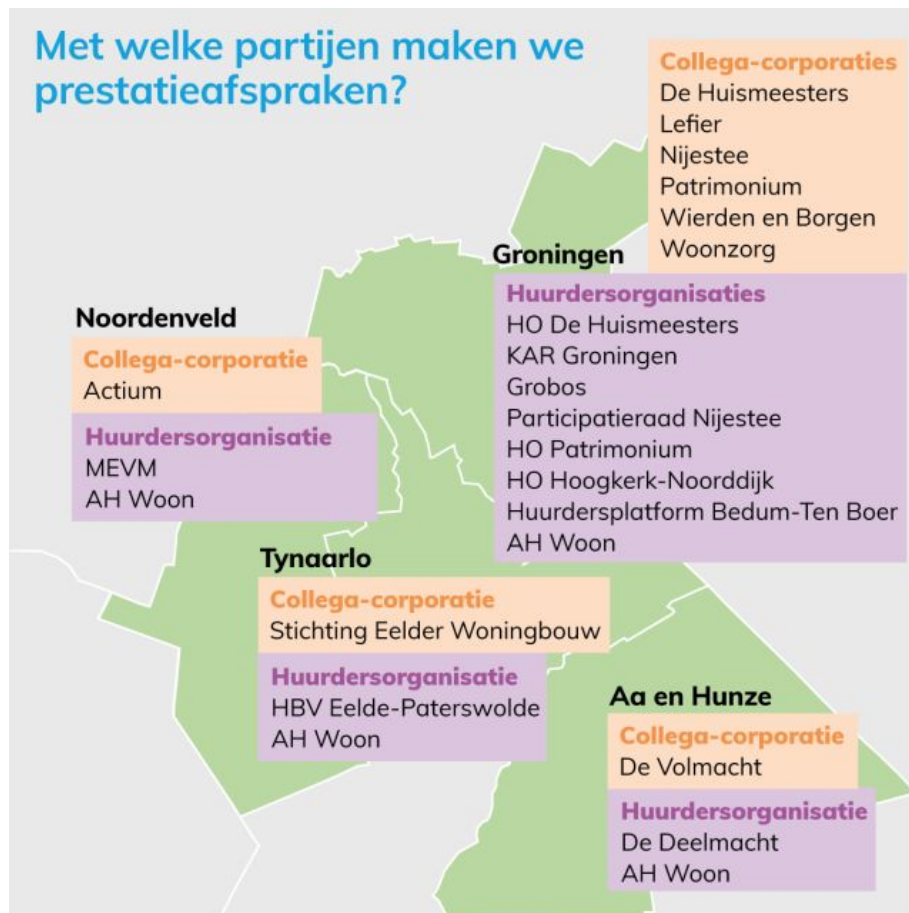 Met welke partijen maken we
prestatieafspraken?
Collega-corporaties
De Huismeesters
Lefier
Nijestee
Patrimonium
Wierden en Borgen
Woonzorg
Groningen
Huurdersorganisaties
HO De Huismeesters
KAR Groningen
Grobos
Participatieraad Nijestee
HO Patrimonium
HO Hoogkerk-Noorddijk
Huurdersplatform Bedum-Ten Boer
AH Woon
Noordenveld
Collega-corporatie
Actium
Huurdersorganisatie
MEVM
AH Woon
Tynaarlo
Collega-corporatie
Stichting Eelder Woningbouw
Huurdersorganisatie
HBV Eelde-Paterswolde
AH Woon
Aa en Hunze
Collega-corporatie
De Volmacht
Huurdersorganisatie
De Deelmacht
AH Woon